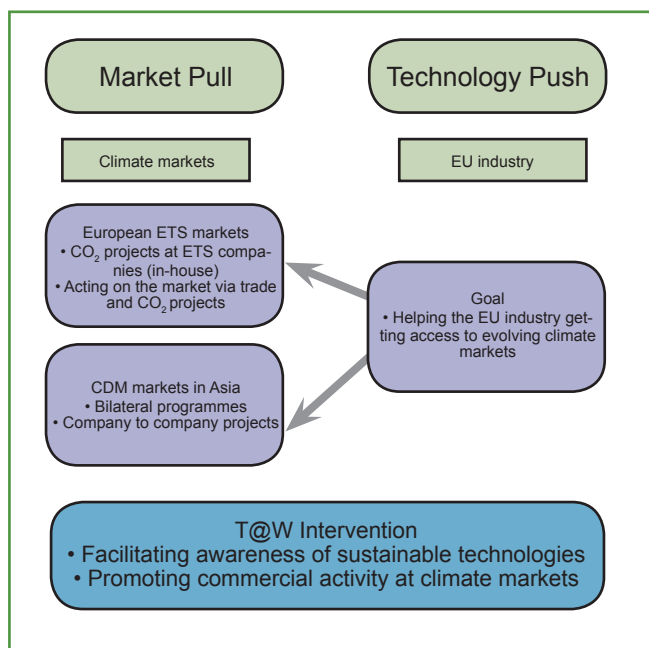 Market Pull
Technology Push
Climate markets
EU industry
European ETS markets
• CO₂ projects at ETS compa-
nies (in-house)
• Acting on the market via trade
and CO₂ projects
Goal
• Helping the EU industry get-
ting access to evolving climate
markets
CDM markets in Asia
• Bilateral programmes
• Company to company projects
T@W Intervention
• Facilitating awareness of sustainable technologies
• Promoting commercial activity at climate markets